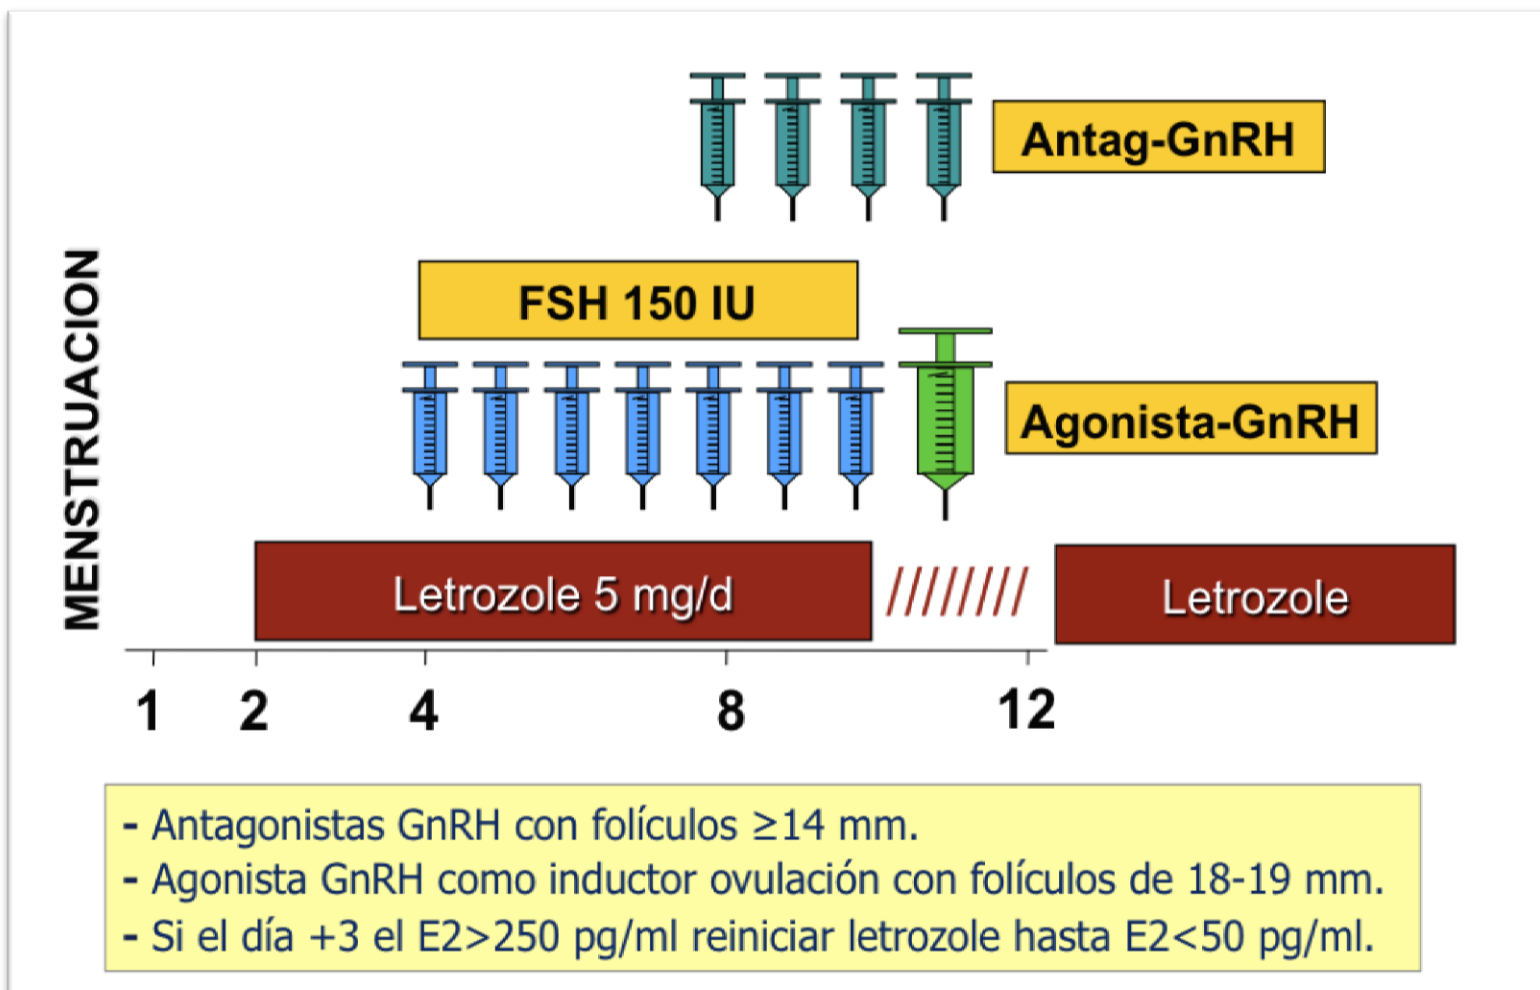 Antag-GnRH
MENSTRUACION
FSH 150 IU
Agonista-GnRH
Letrozole 5 mg/d
Letrozole
1 2 4 8 12
- Antagonistas GnRH con folículos ≥14 mm.
- Agonista GnRH como inductor ovulación con folículos de 18-19 mm.
- Si el día +3 el E2>250 pg/ml reiniciar letrozole hasta E2<50 pg/ml.